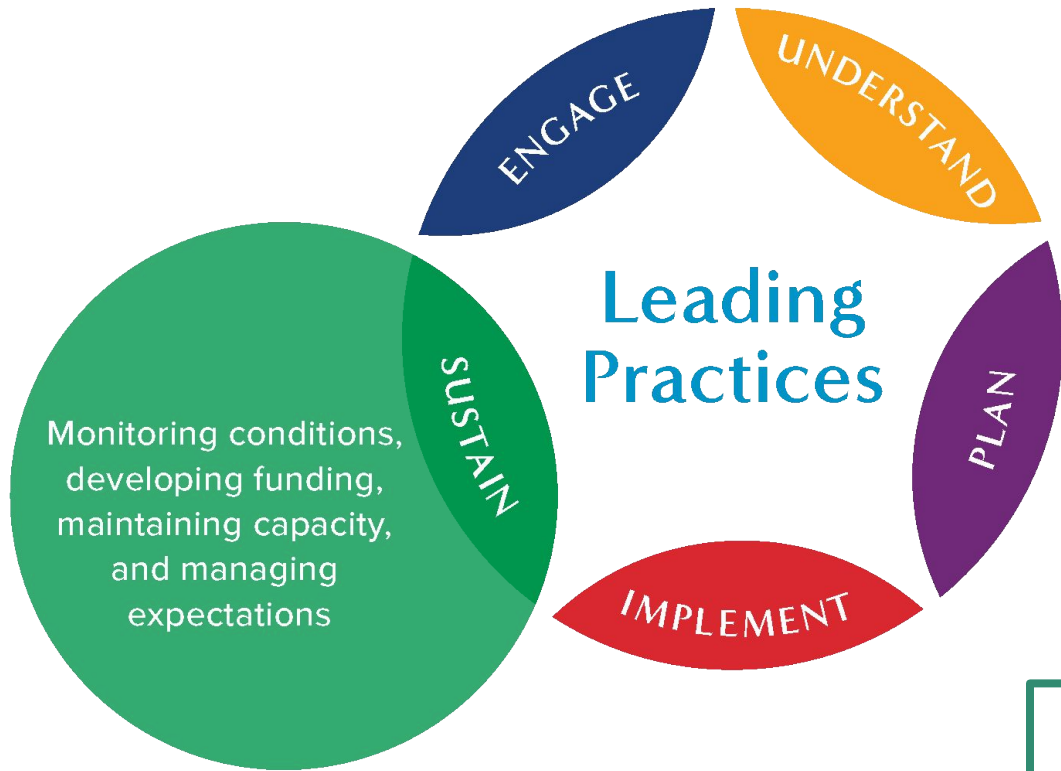 ENGAGE
UNDERSTAND
Leading
Practices
PLAN
SUSTAIN
IMPLEMENT
Monitoring conditions,
developing funding,
maintaining capacity,
and managing
expectations